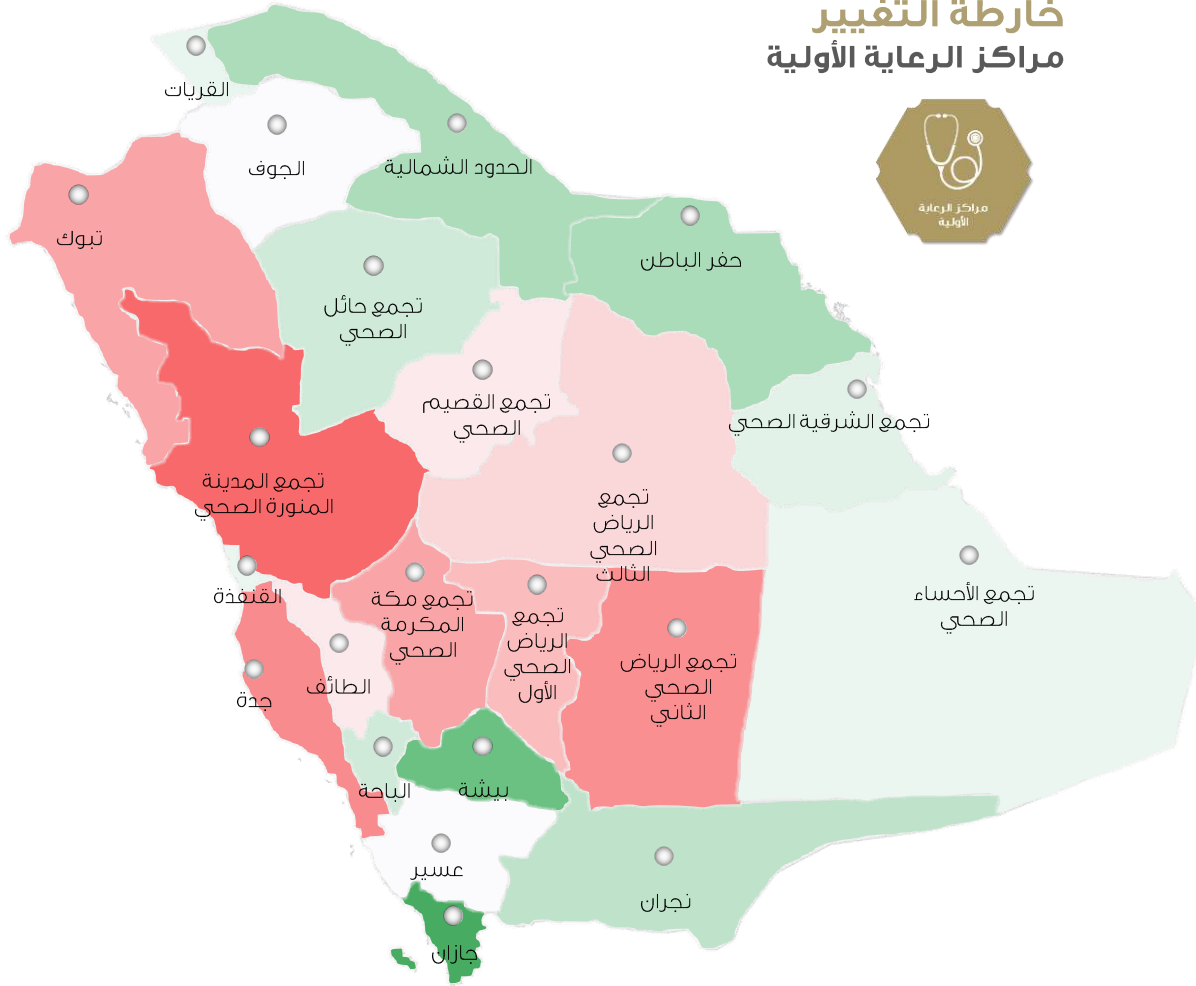 خارطة التغيير
مراكز الرعاية الأولية
مراكز الرعاية
الأولية
القريات
الجوف
الحدود الشمالية
تبوك
حفر الباطن
تجمع حائل
الصحي
تجمع القصيم
الصحي
تجمع الشرقية الصحي
تجمع المدينة
المنورة الصحي
تجمع
الرياض
الصحي
الثالث
القنفذة
تجمع مكة
المكرمة
الصحي
تجمع
الرياض
الصحي
الأول
تجمع الرياض
الصحي
الثاني
تجمع الأحساء
الصحي
جدة
الطائف
الباحة
بيشة
عسير
نجران
جازان